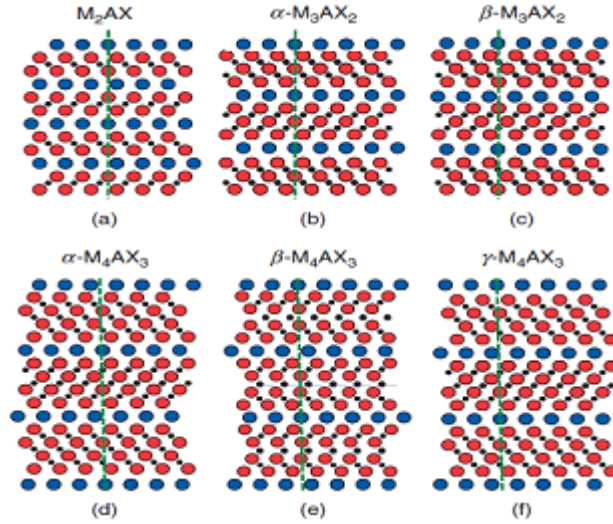 M₂AX α-M₃AX₂ β-M₃AX₂
(a) (b) (c)
α-M₄AX₃ β-M₄AX₃ γ-M₄AX₃
(d) (e) (f)